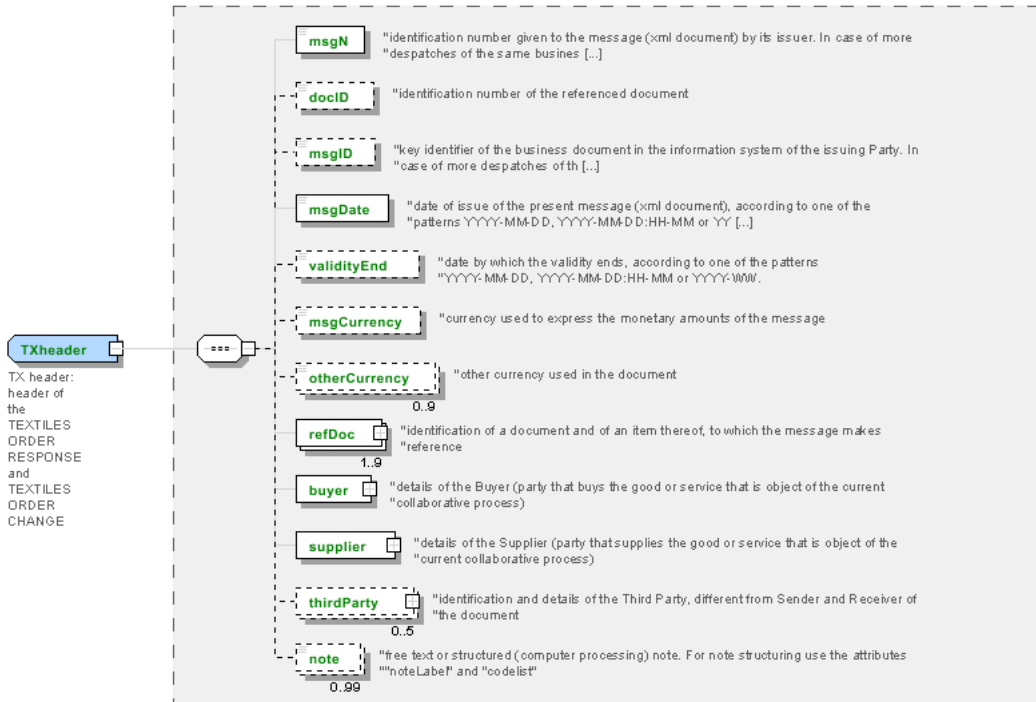 msgN
"identification number given to the message (xml document) by its issuer. In case of more
"despatches of the same busines [...]
docID
"identification number of the referenced document
msgID
"key identifier of the business document in the information system of the issuing Party. In
"case of more despatches of th [...]
msgDate
"date of issue of the present message (xml document), according to one of the
"patterns YYYY-MM-DD, YYYY-MM-DD:HH-MM or YY [...]
validityEnd
"date by which the validity ends, according to one of the patterns
"YYYY-MM-DD, YYYY-MM-DD:HH-MM or YYYY-WW.
msgCurrency
"currency used to express the monetary amounts of the message
TXheader
TX header:
header of
the
TEXTILES
ORDER
RESPONSE
and
TEXTILES
ORDER
CHANGE
otherCurrency
"other currency used in the document
0..9
refDoc
"identification of a document and of an item thereof, to which the message makes
"reference
1..9
buyer
"details of the Buyer (party that buys the good or service that is object of the current
"collaborative process)
supplier
"details of the Supplier (party that supplies the good or service that is object of the
"current collaborative process)
thirdParty
"identification and details of the Third Party, different from Sender and Receiver of
"the document
0..5
note
"free text or structured (computer processing) note. For note structuring use the attributes
""noteLabel" and "codelist"
0..99